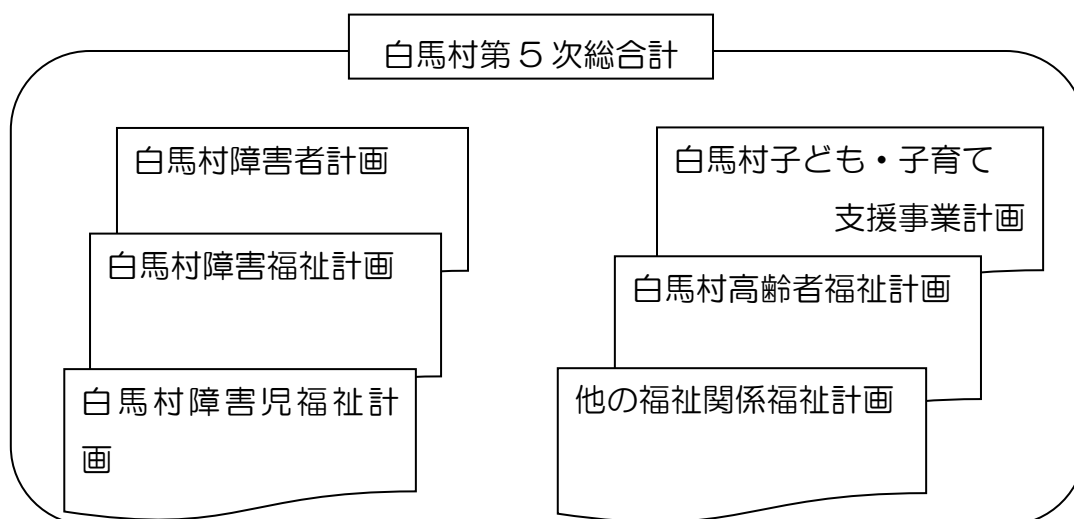 白馬村第5次総合計
白馬村障害者計画
白馬村障害福祉計画
白馬村障害児福祉計
画
白馬村子ども・子育て
支援事業計画
白馬村高齢者福祉計画
他の福祉関係福祉計画